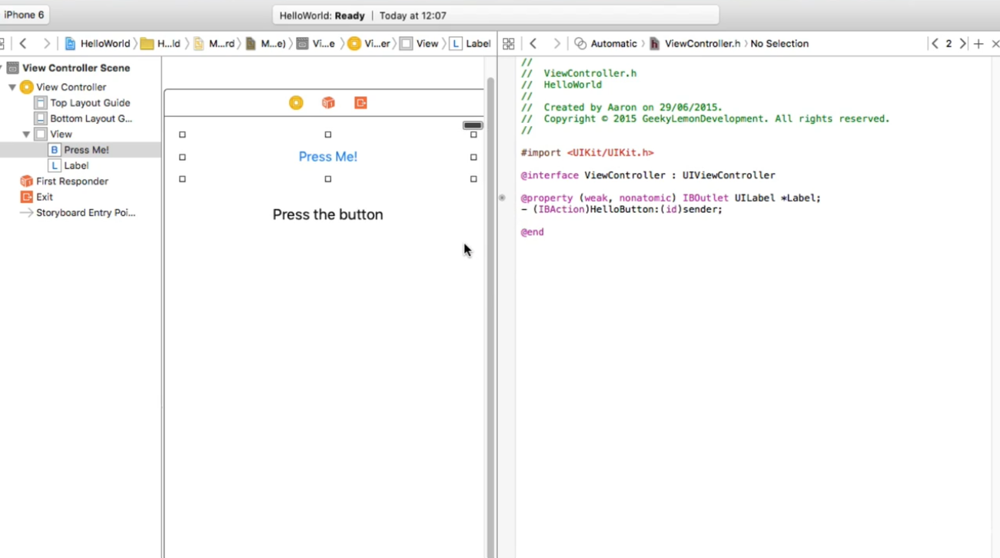 iPhone 6
HelloWorld: Ready | Today at 12:07
HelloWorld H...ld M...rd M...e) Vi...e Vi...er View L Label
Automatic ViewController.h No Selection
2
View Controller Scene
View Controller
Top Layout Guide
Bottom Layout G...
View
B Press Me!
L Label
First Responder
Exit
Storyboard Entry Poi...
Press Me!
Press the button
//
// ViewController.h
// HelloWorld
//
// Created by Aaron on 29/06/2015.
// Copyright © 2015 GeekyLemonDevelopment. All rights reserved.
//
#import <UIKit/UIKit.h>
@interface ViewController : UIViewController
@property (weak, nonatomic) IBOutlet UILabel *Label;
- (IBAction)HelloButton:(id)sender;
@end